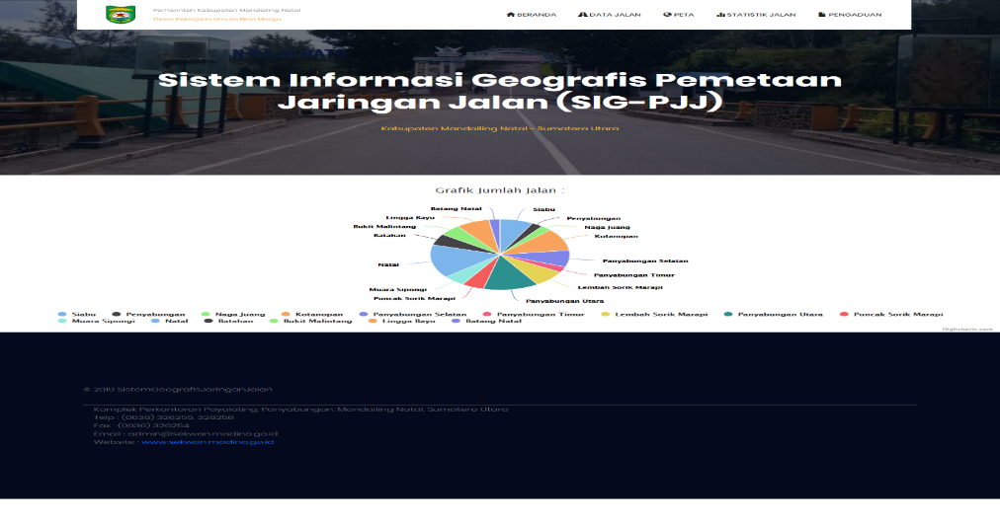 Pemerintah Kabupaten Mandailing Natal
Dinas Pekerjaan Umum Bina Marga
BERANDA DATA JALAN PETA STATISTIK JALAN PENGADUAN
Sistem Informasi Geografis Pemetaan
Jaringan Jalan (SIG-PJJ)
Kabupaten Mandailing Natal - Sumatera Utara
Grafik Jumlah Jalan :
Batang Natal
Siabu
Lingga Bayu
Penyabungan
Bukit Malintang
Naga Juang
Batahan
Kotanopan
Natal
Panyabungan Selatan
Panyabungan Timur
Muara Sipongi
Lembah Sorik Marapi
Puncak Sorik Marapi
Panyabungan Utara
Siabu Penyabungan Naga Juang Kotanopan Panyabungan Selatan Panyabungan Timur Lembah Sorik Marapi Panyabungan Utara Puncak Sorik Marapi
Muara Sipongi Natal Batahan Bukit Malintang Lingga Bayu Batang Natal
Highcharts.com
© 2018 SistemGeografisJaringanJalan
Komplek Perkantoran Payaloting, Panyabungan, Mandailing Natal, Sumatera Utara
Telp : (0636) 326255, 326258
Fax : (0636) 326254
Email : admin@sekwan.madina.go.id
Website : www.sekwan.madina.go.id